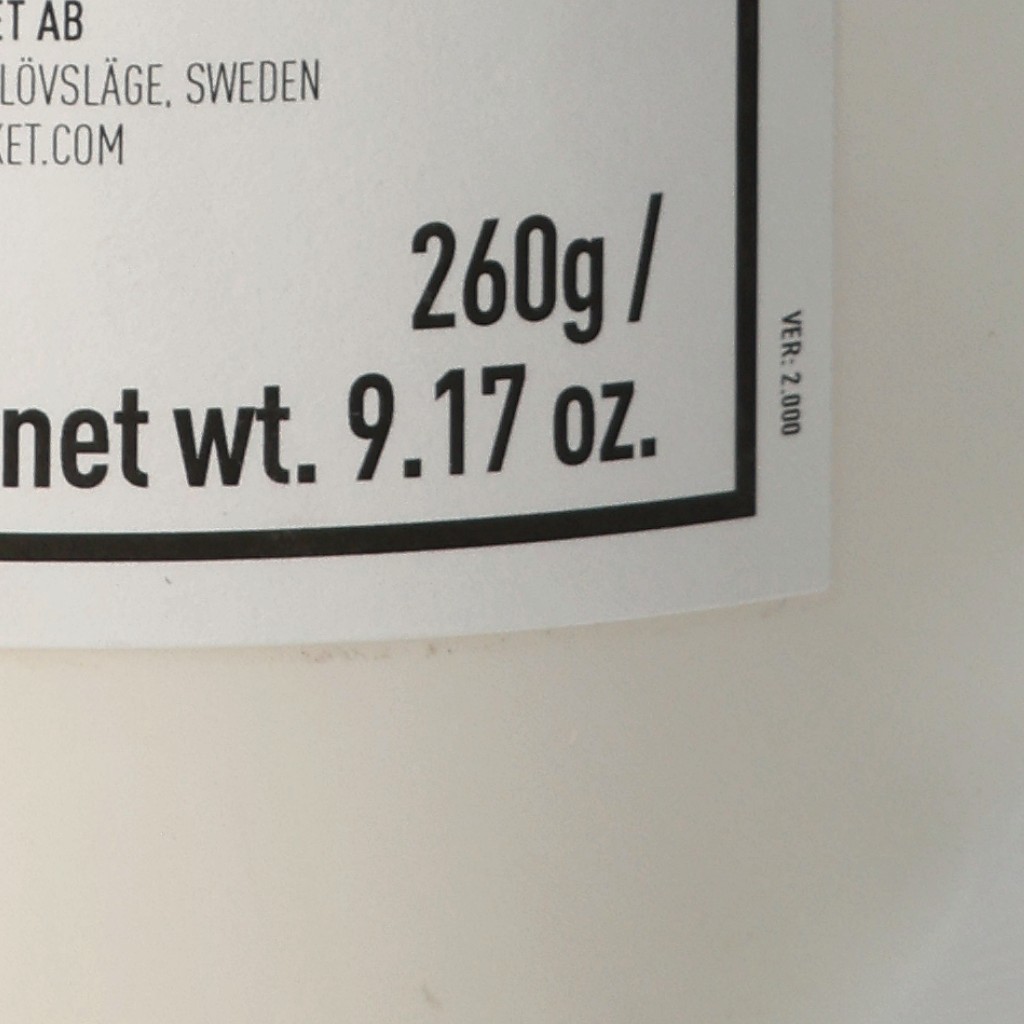 ET AB
LÖVSLÄGE, SWEDEN
KET.COM
260g /
net wt. 9.17 oz.
VER: 2.000